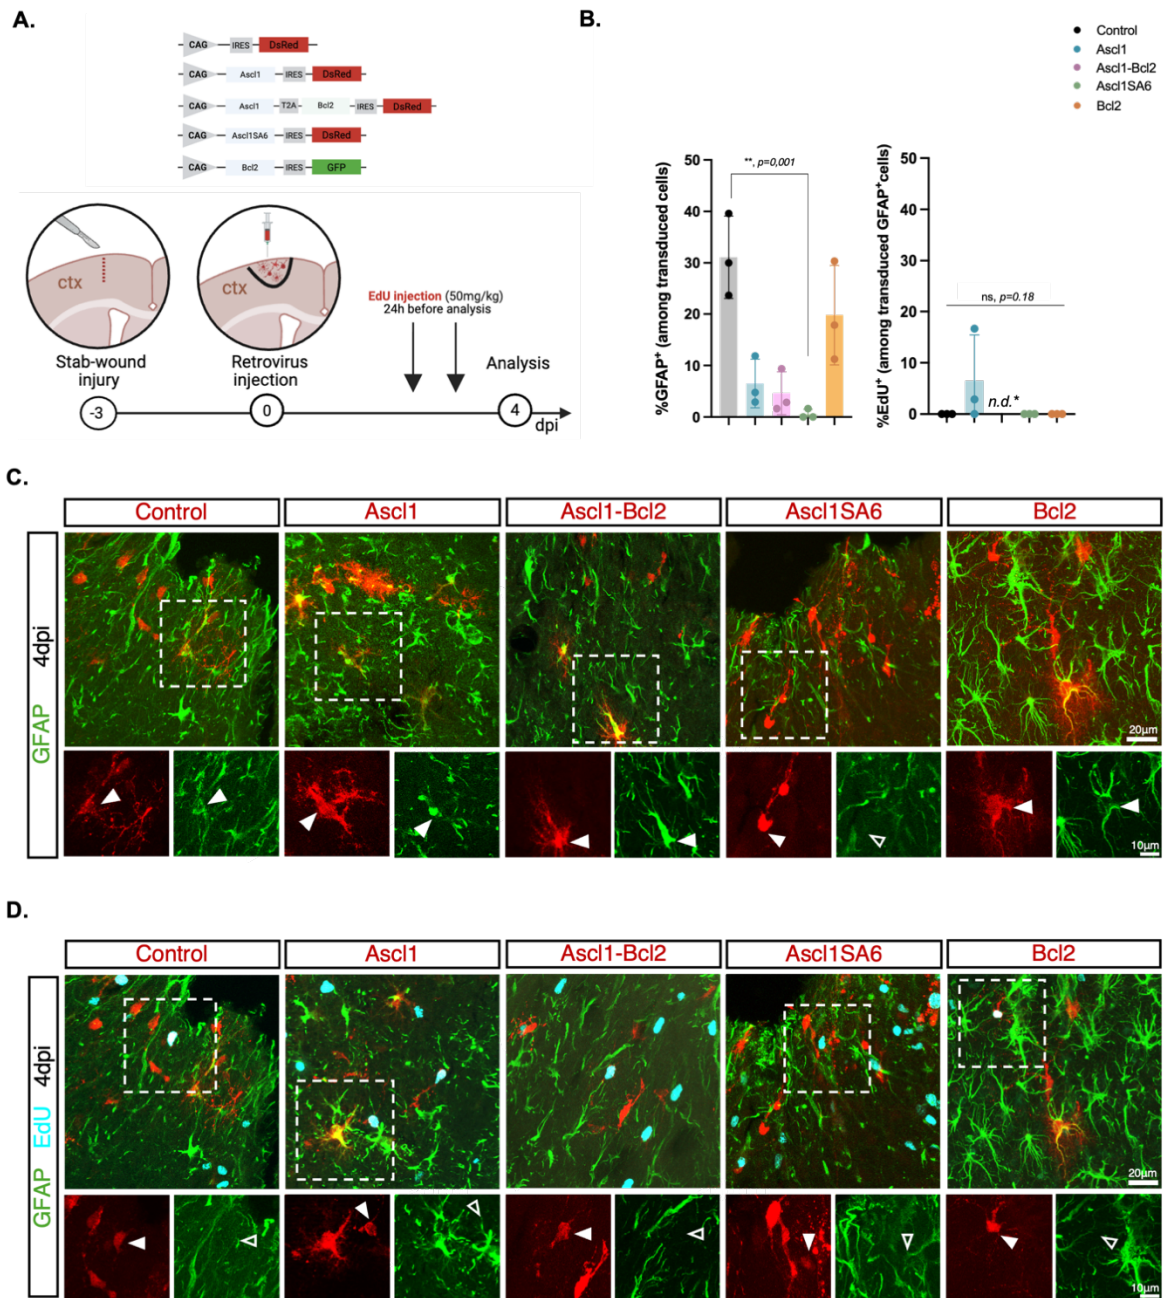 A.
CAG IRES DsRed
CAG Ascl1 IRES DsRed
CAG Ascl1 T2A Bcl2 IRES DsRed
CAG Ascl1SA6 IRES DsRed
CAG Bcl2 IRES GFP
ctx
ctx
Stab-wound
injury
Retrovirus
injection
EdU injection (50mg/kg)
24h before analysis
Analysis
-3
0
4
dpi
B.
Control
Ascl1
Ascl1-Bcl2
Ascl1SA6
Bcl2
%GFAP+ (among transduced cells)
50
40
30
20
10
0
**, p=0,001
%EdU+ (among transduced GFAP+cells)
50
40
30
20
10
0
ns, p=0.18
n.d.*
C.
Control Ascl1 Ascl1-Bcl2 Ascl1SA6 Bcl2
GFAP 4dpi
20µm
10µm
D.
Control Ascl1 Ascl1-Bcl2 Ascl1SA6 Bcl2
GFAP EdU 4dpi
20µm
10µm